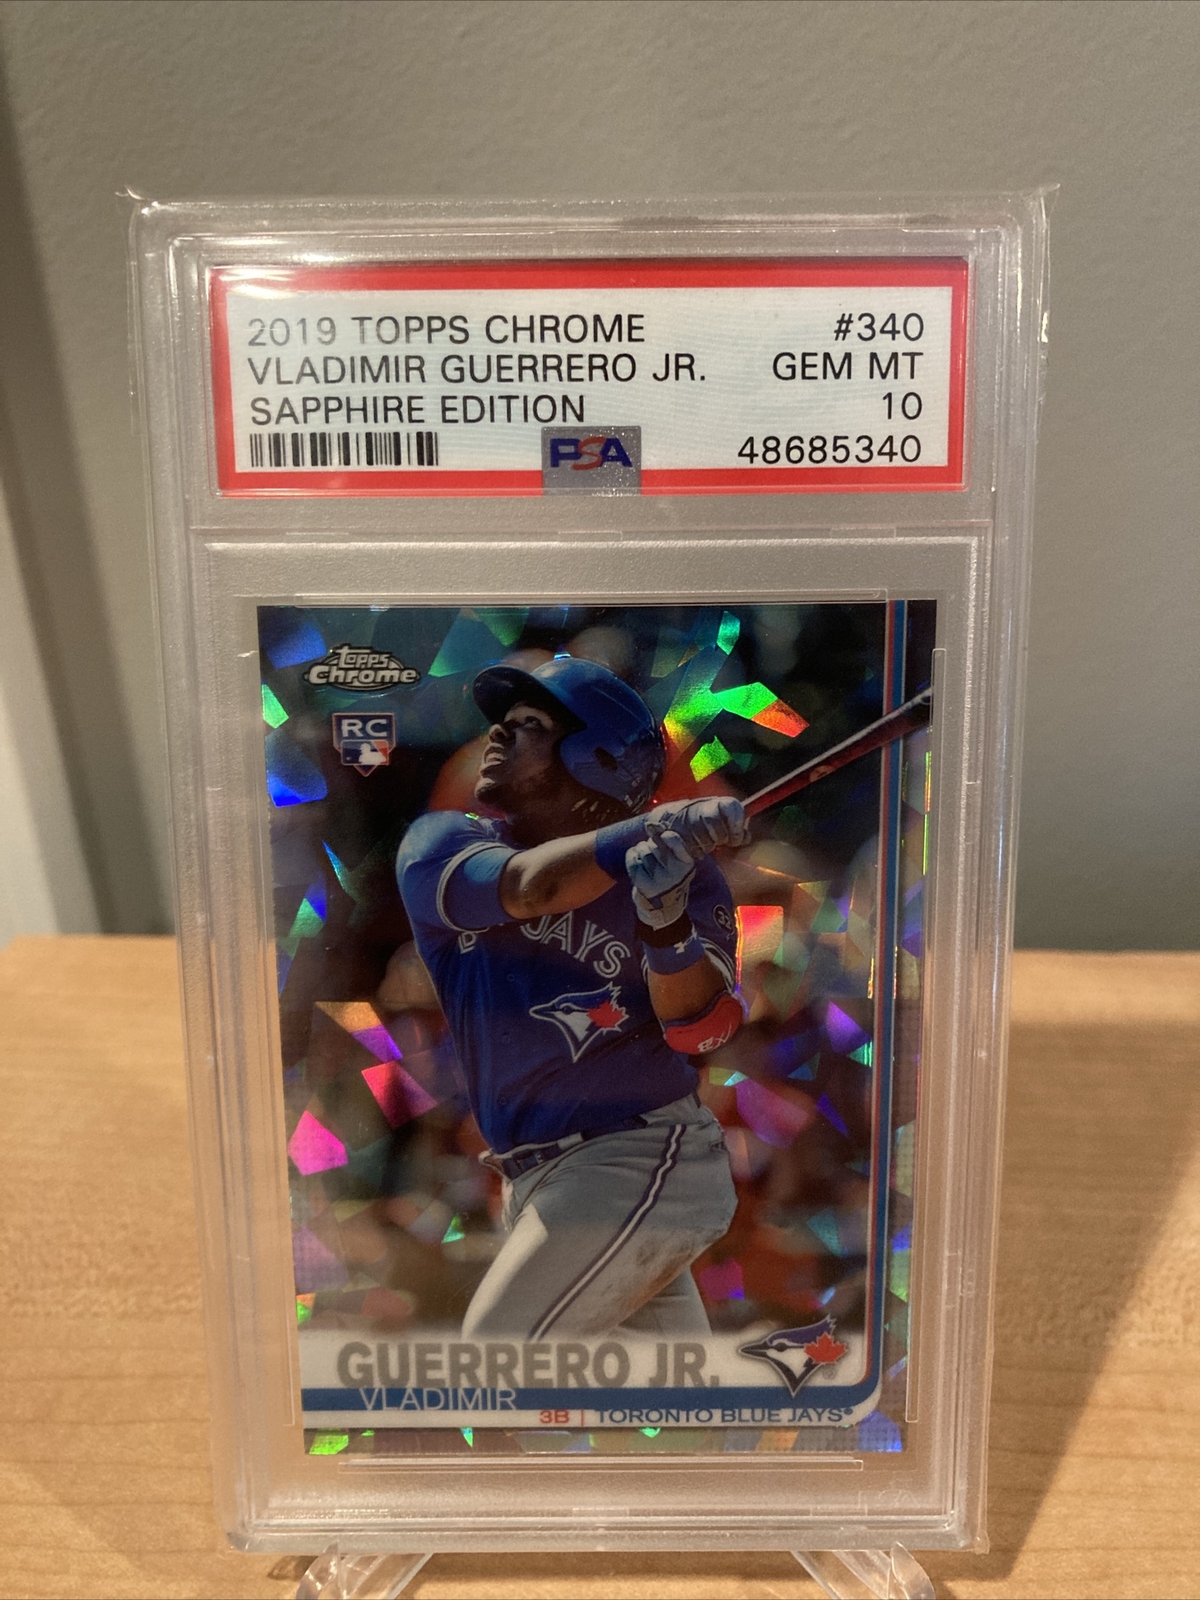 2019 TOPPS CHROME #340
VLADIMIR GUERRERO JR. GEM MT
SAPPHIRE EDITION 10
PSA 48685340
Topps
Chrome
RC
JAYS
GUERRERO JR.
VLADIMIR
3B | TORONTO BLUE JAYS®